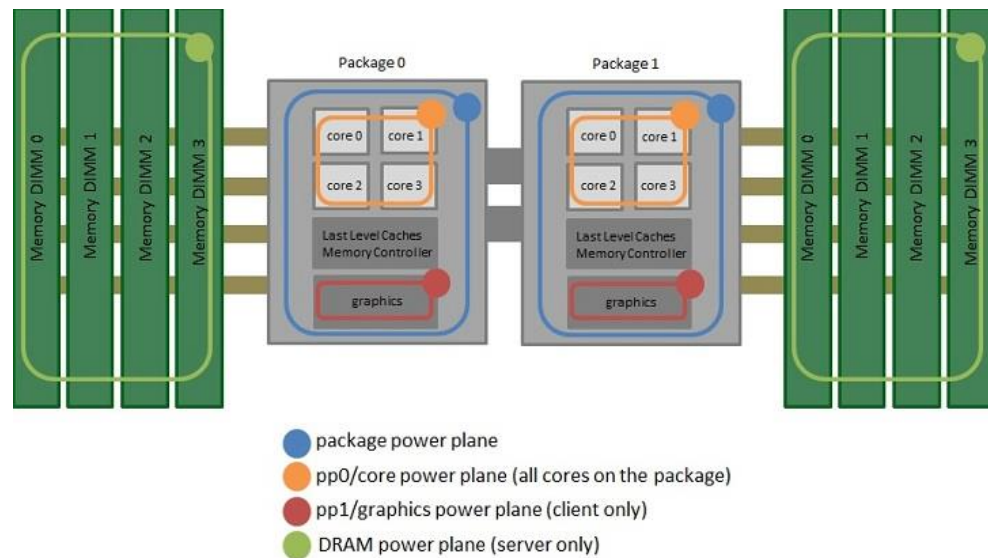 Package 0
Package 1
Memory DIMM 0
Memory DIMM 1
Memory DIMM 2
Memory DIMM 3
core 0
core 1
core 2
core 3
Last Level Caches
Memory Controller
graphics
core 0
core 1
core 2
core 3
Last Level Caches
Memory Controller
graphics
Memory DIMM 0
Memory DIMM 1
Memory DIMM 2
Memory DIMM 3
package power plane
pp0/core power plane (all cores on the package)
pp1/graphics power plane (client only)
DRAM power plane (server only)